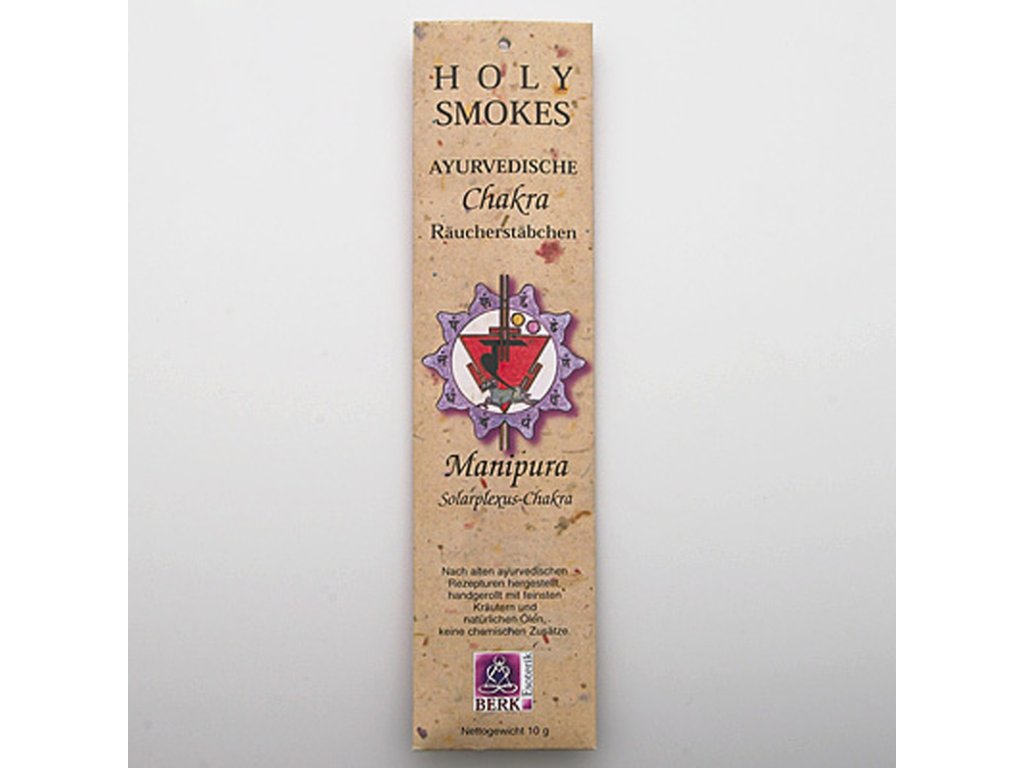 HOLY
SMOKES
AYURVEDISCHE
Chakra
Räucherstäbchen
Manipura
Solarplexus-Chakra
Nach alten ayurvedischen
Rezepturen hergestellt,
handgerollt mit feinsten
Kräutern und
natürlichen Ölen,
keine chemischen Zusätze.
Esoterik
BERK
Nettogewicht 10 g